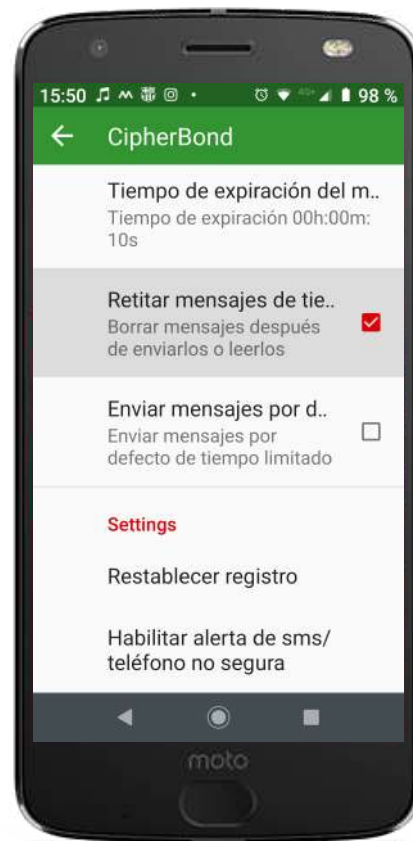 15:50 98 %
CipherBond
Tiempo de expiración del m..
Tiempo de expiración 00h:00m:
10s
Retitar mensajes de tie..
Borrar mensajes después
de enviarlos o leerlos
Enviar mensajes por d..
Enviar mensajes por
defecto de tiempo limitado
Settings
Restablecer registro
Habilitar alerta de sms/
teléfono no segura
moto